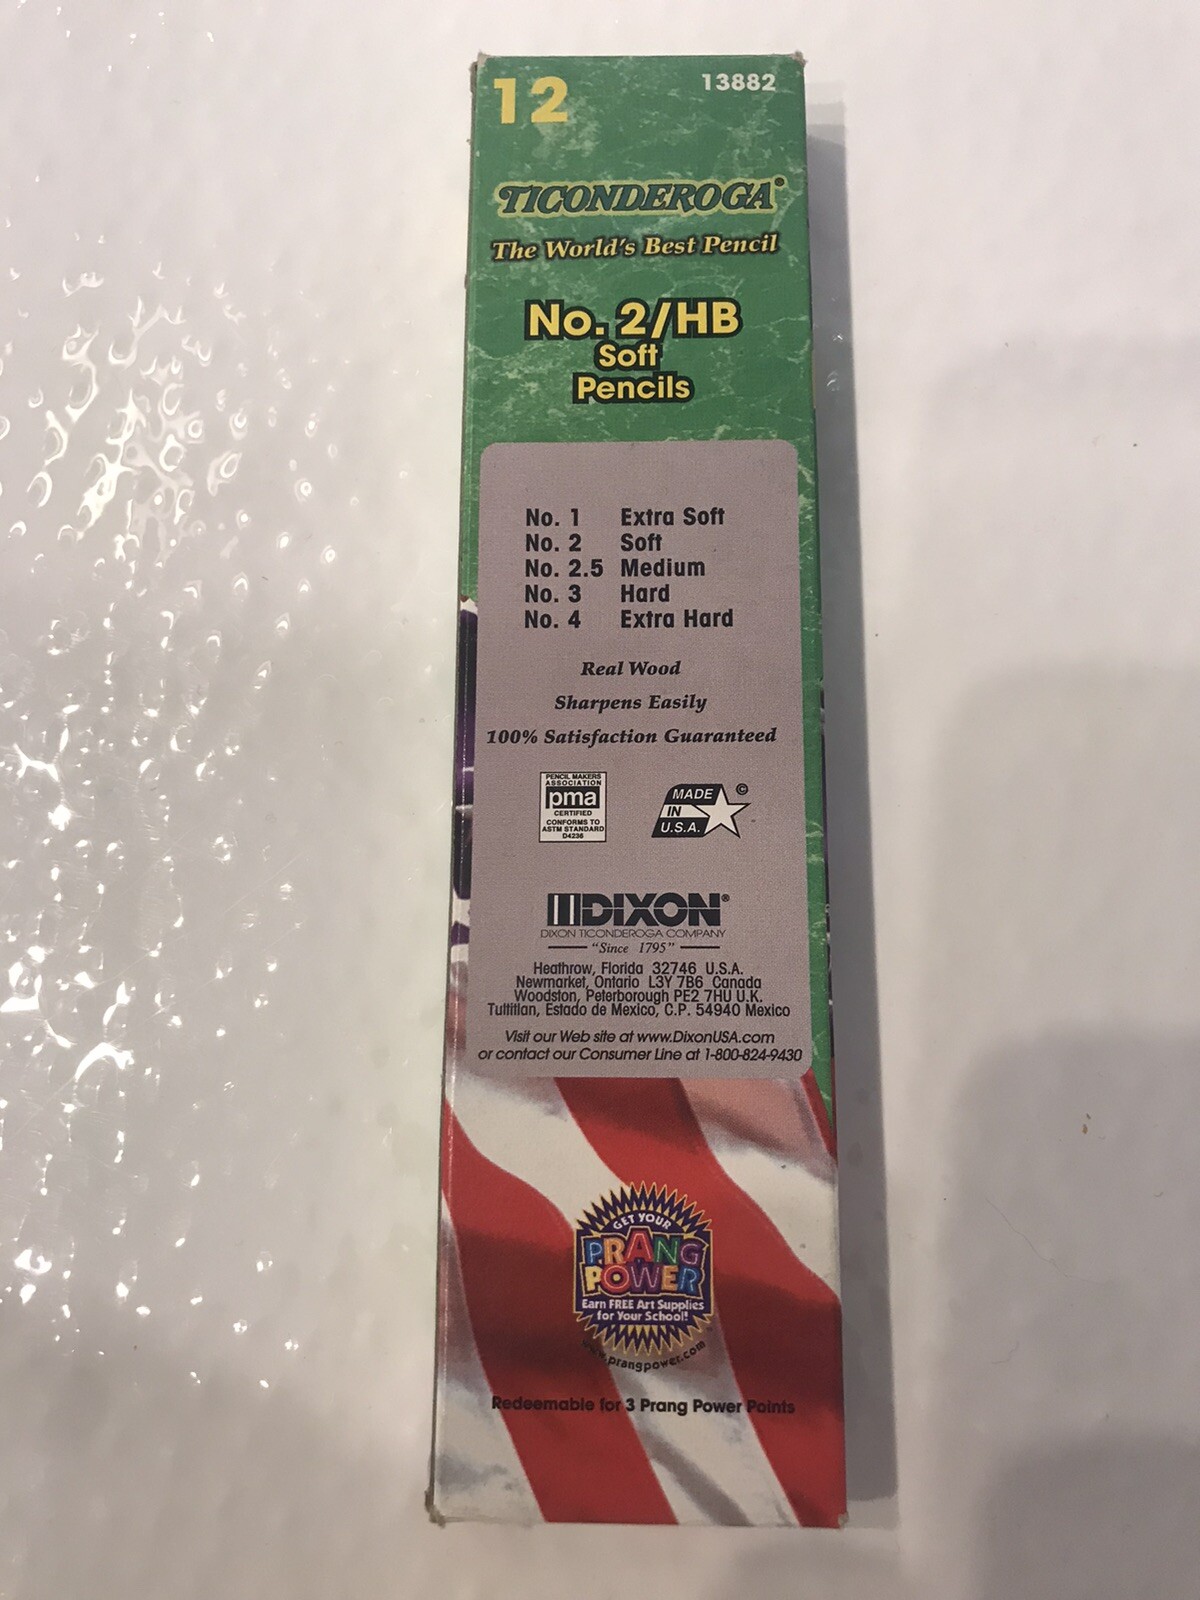 12
13882
TICONDEROGA®
The World's Best Pencil
No. 2/HB
Soft
Pencils
No. 1 Extra Soft
No. 2 Soft
No. 2.5 Medium
No. 3 Hard
No. 4 Extra Hard
Real Wood
Sharpens Easily
100% Satisfaction Guaranteed
PENCIL MAKERS
ASSOCIATION
pma
CERTIFIED
CONFORMS TO
ASTM STANDARD
D4236
MADE
IN
U.S.A.
©
DIXON®
DIXON TICONDEROGA COMPANY
"Since 1795"
Heathrow, Florida 32746 U.S.A.
Newmarket, Ontario L3Y 7B6 Canada
Woodston, Peterborough PE2 7HU U.K.
Tultitlan, Estado de Mexico, C.P. 54940 Mexico
Visit our Web site at www.DixonUSA.com
or contact our Consumer Line at 1-800-824-9430
GET YOUR
PRANG
POWER
Earn FREE Art Supplies
for Your School!
www.prangpower.com
Redeemable for 3 Prang Power Points